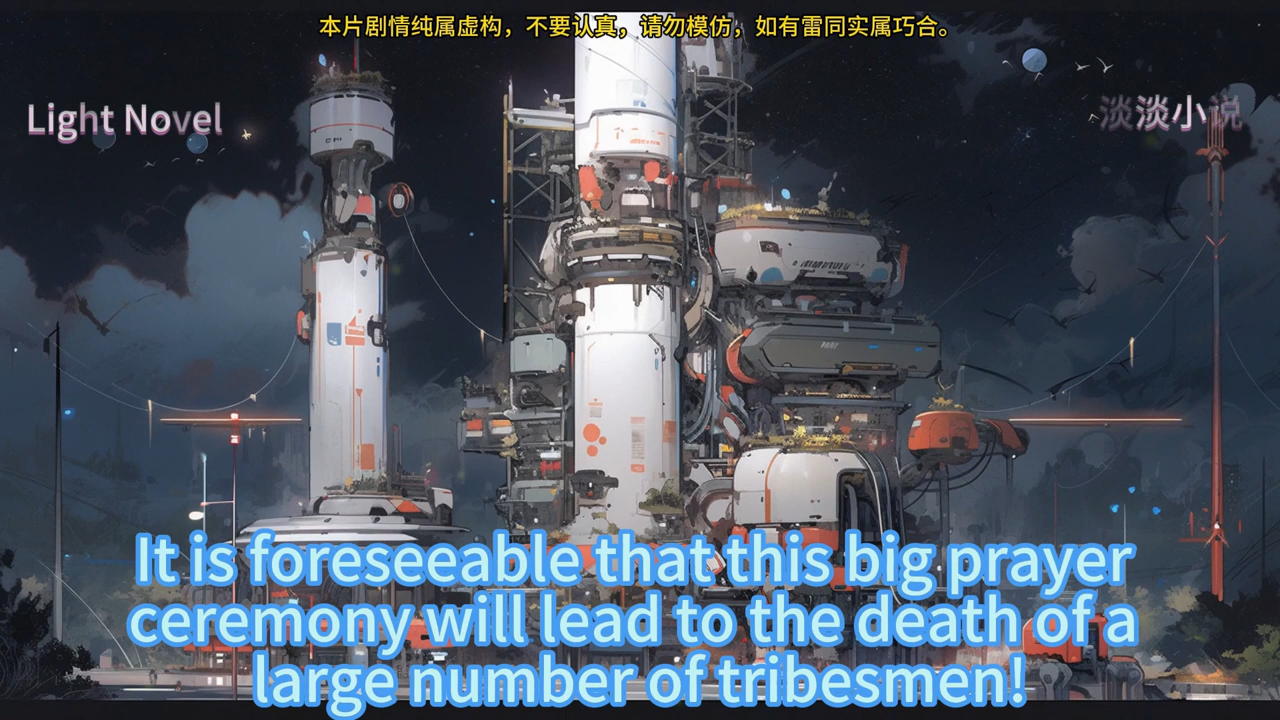 本片剧情纯属虚构，不要认真，请勿模仿，如有雷同实属巧合。
Light Novel
淡淡小说
It is foreseeable that this big prayer
ceremony will lead to the death of a
large number of tribesmen!